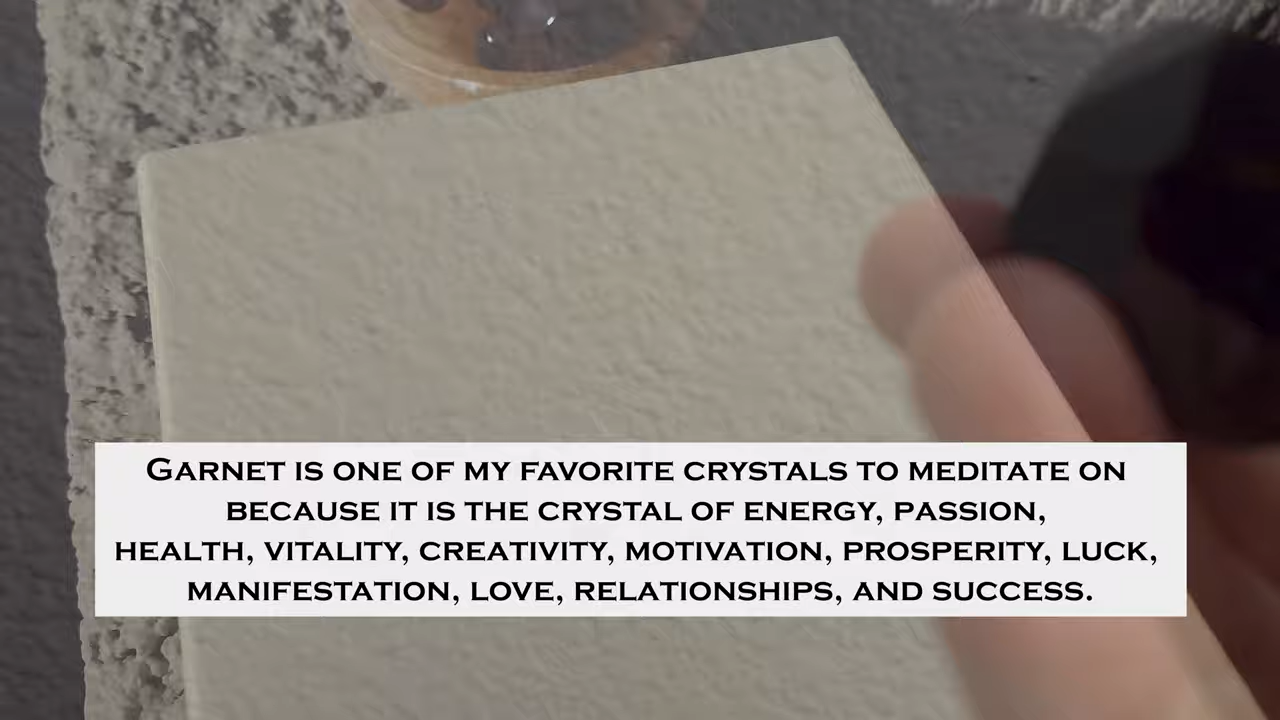 Garnet is one of my favorite crystals to meditate on
because it is the crystal of energy, passion,
health, vitality, creativity, motivation, prosperity, luck,
manifestation, love, relationships, and success.